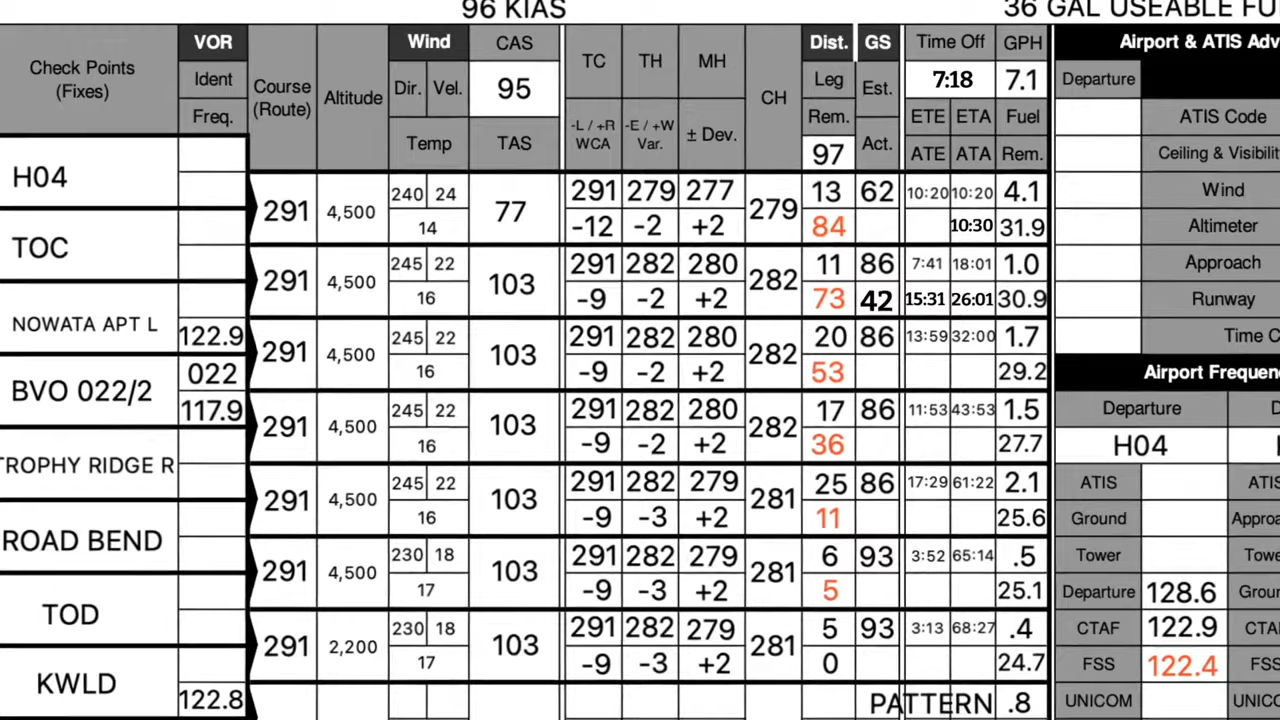 96 KIAS
36 GAL USEABLE FU
Check Points (Fixes) VOR Ident Freq. Course (Route) Altitude Wind Dir. Vel. Temp CAS 95 TAS TC -L / +R WCA TH -E / +W Var. MH ± Dev. CH Dist. Leg Rem. 97 GS Est. Act. Time Off 7:18 ETE ETA ATE ATA GPH 7.1 Fuel Rem.
H04
291 4,500 240 24 77 291 279 277 279 13 62 10:20 10:20 4.1
14 -12 -2 +2 84 10:30 31.9
TOC
291 4,500 245 22 103 291 282 280 282 11 86 7:41 18:01 1.0
16 -9 -2 +2 73 42 15:31 26:01 30.9
NOWATA APT L 122.9
291 4,500 245 22 103 291 282 280 282 20 86 13:59 32:00 1.7
16 -9 -2 +2 53 29.2
BVO 022/2 022 117.9
291 4,500 245 22 103 291 282 280 282 17 86 11:53 43:53 1.5
16 -9 -2 +2 36 27.7
TROPHY RIDGE R
291 4,500 245 22 103 291 282 279 281 25 86 17:29 61:22 2.1
16 -9 -3 +2 11 25.6
ROAD BEND
291 4,500 230 18 103 291 282 279 281 6 93 3:52 65:14 .5
17 -9 -3 +2 5 25.1
TOD
291 2,200 230 18 103 291 282 279 281 5 93 3:13 68:27 .4
17 -9 -3 +2 0 24.7
KWLD 122.8
PATTERN .8
Airport & ATIS Adv
Departure
ATIS Code
Ceiling & Visibili
Wind
Altimeter
Approach
Runway
Time C
Airport Frequenc
Departure D
H04
ATIS ATIS
Ground Approa
Tower Towe
Departure 128.6 Groun
CTAF 122.9 CTA
FSS 122.4 FSS
UNICOM UNIC